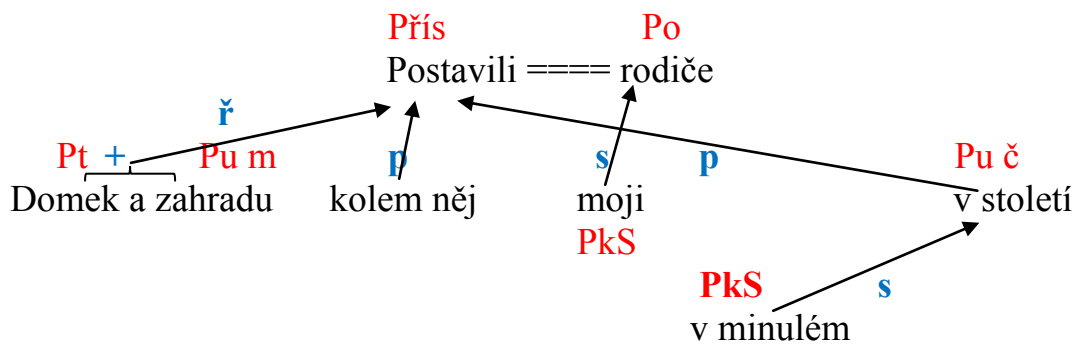 Přís Po
Postavili ==== rodiče
ř
Pt + Pu m p s p Pu č
Domek a zahradu kolem něj moji v století
PkS
PkS s
v minulém